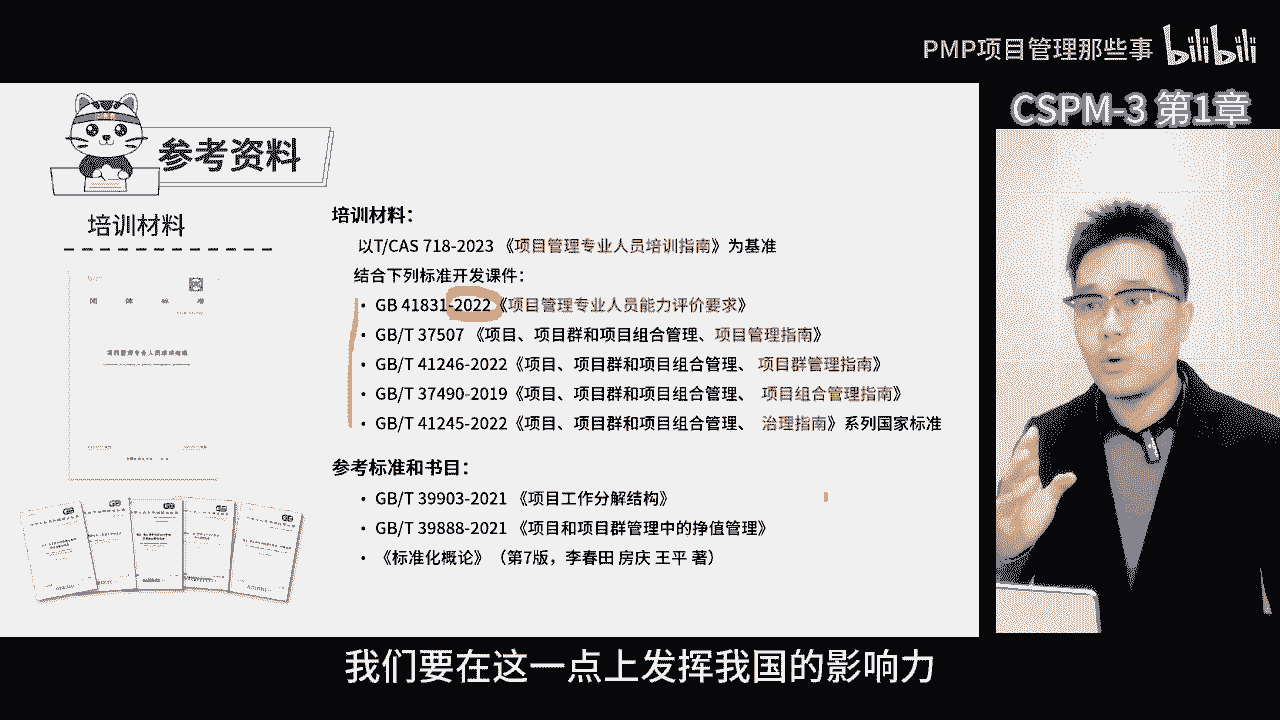 PMP项目管理那些事 bilibili
CSPM-3 第1章
参考资料
培训材料
团 体 标 准
培训材料：
以T/CAS 718-2023 《项目管理专业人员培训指南》为基准
结合下列标准开发课件：
• GB 41831-2022《项目管理专业人员能力评价要求》
• GB/T 37507 《项目、项目群和项目组合管理、项目管理指南》
• GB/T 41246-2022《项目、项目群和项目组合管理、 项目群管理指南》
• GB/T 37490-2019《项目、项目群和项目组合管理、 项目组合管理指南》
• GB/T 41245-2022《项目、项目群和项目组合管理、 治理指南》系列国家标准
参考标准和书目：
• GB/T 39903-2021 《项目工作分解结构》
• GB/T 39888-2021 《项目和项目群管理中的挣值管理》
• 《标准化概论》（第7版，李春田 房庆 王平 著）
我们要在这一点上发挥我国的影响力